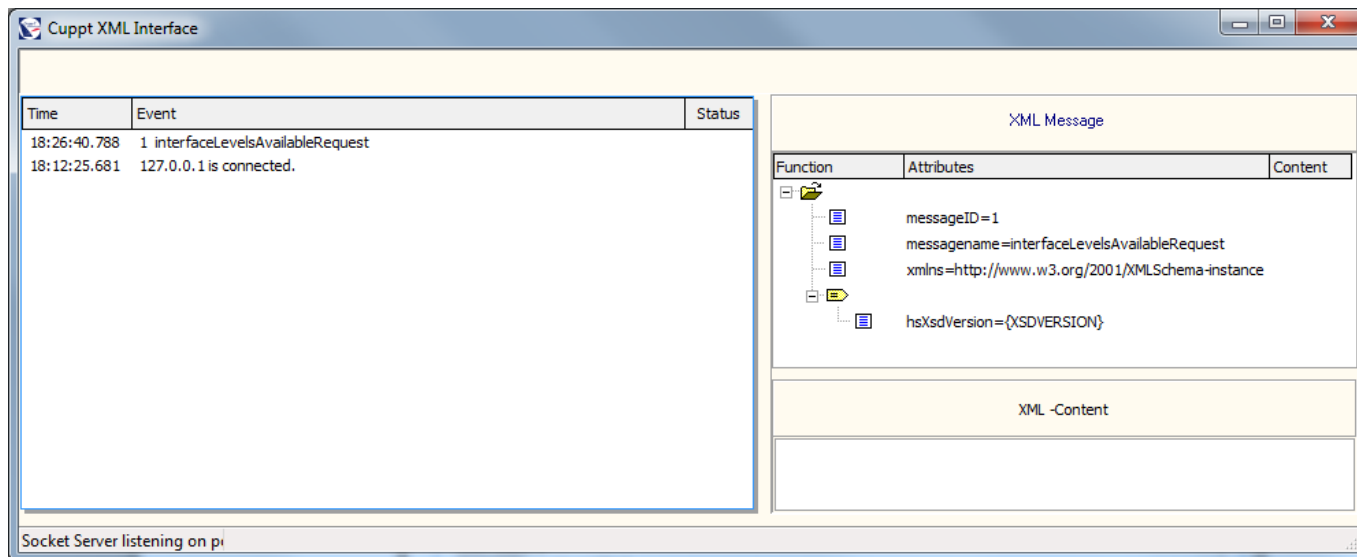 Cuppt XML Interface
Time Event Status
18:26:40.788 1 interfaceLevelsAvailableRequest
18:12:25.681 127.0.0.1 is connected.
XML Message
Function Attributes Content
messageID=1
messagename=interfaceLevelsAvailableRequest
xmlns=http://www.w3.org/2001/XMLSchema-instance
hsXsdVersion={XSDVERSION}
XML -Content
Socket Server listening on